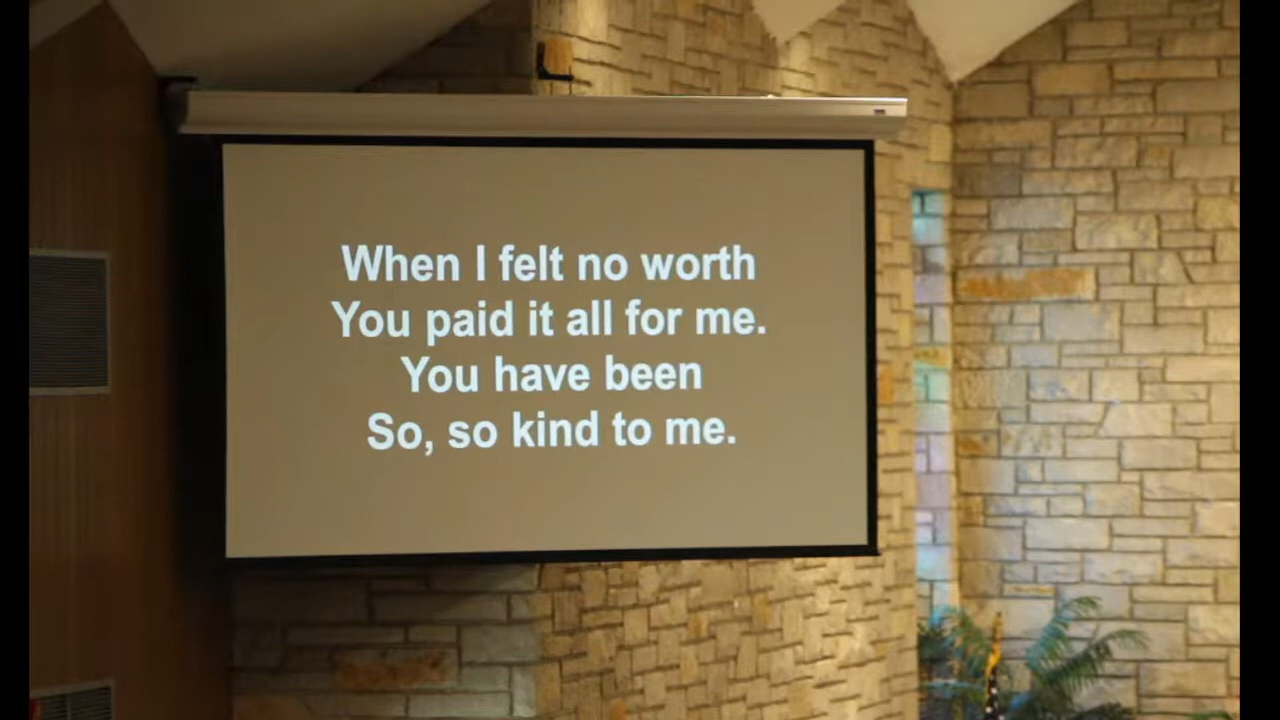 When I felt no worth
You paid it all for me.
You have been
So, so kind to me.